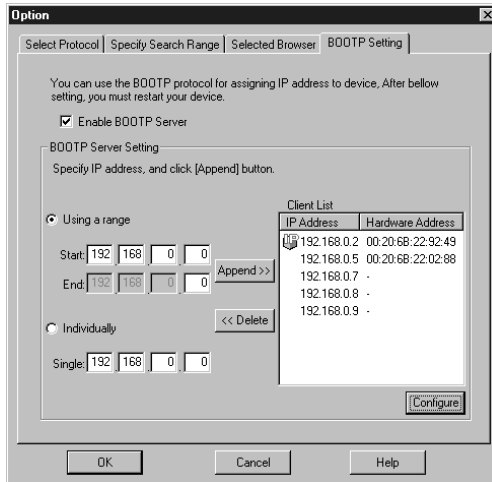 Option
Select Protocol Specify Search Range Selected Browser BOOTP Setting
You can use the BOOTP protocol for assigning IP address to device, After bellow
setting, you must restart your device.
Enable BOOTP Server
BOOTP Server Setting
Specify IP address, and click [Append] button.
Client List
IP Address Hardware Address
192.168.0.2 00:20:6B:22:92:49
192.168.0.5 00:20:6B:22:02:88
192.168.0.7 -
192.168.0.8 -
192.168.0.9 -
Using a range
Start: 192 . 168 . 0 . 0
End: 192 . 168 . 0 . 0
Append >>
<< Delete
Individually
Single: 192 . 168 . 0 . 0
Configure
OK Cancel Help